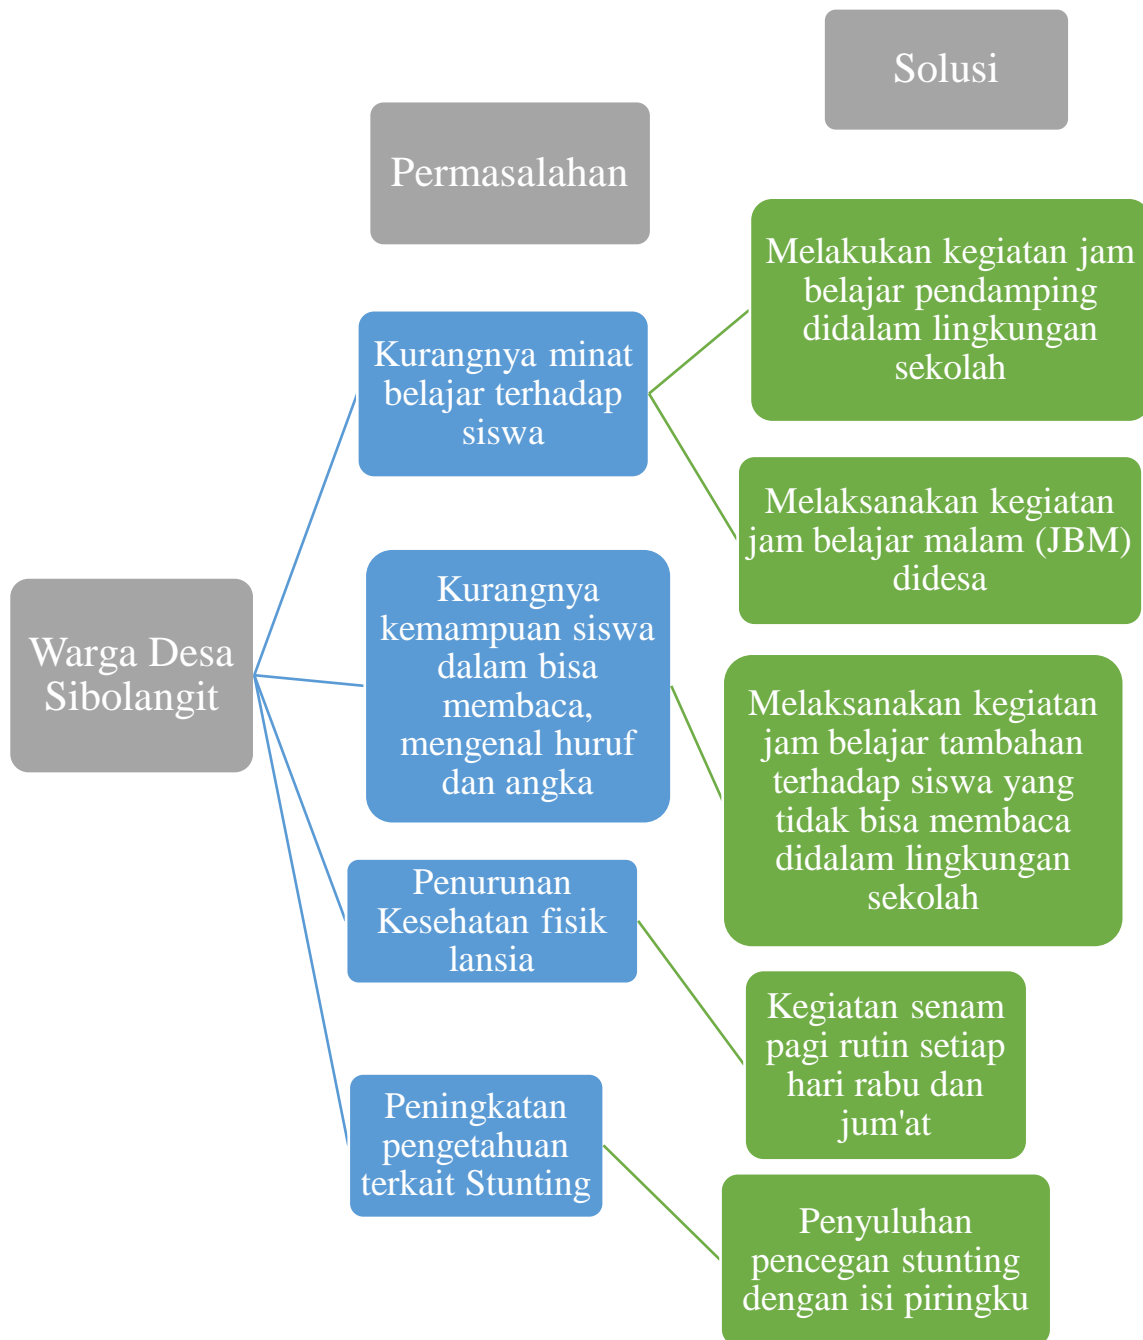 Solusi
Permasalahan
Melakukan kegiatan jam
belajar pendamping
didalam lingkungan
sekolah
Kurangnya minat
belajar terhadap
siswa
Melaksanakan kegiatan
jam belajar malam (JBM)
didesa
Warga Desa
Sibolangit
Kurangnya
kemampuan siswa
dalam bisa
membaca,
mengenal huruf
dan angka
Melaksanakan kegiatan
jam belajar tambahan
terhadap siswa yang
tidak bisa membaca
didalam lingkungan
sekolah
Penurunan
Kesehatan fisik
lansia
Kegiatan senam
pagi rutin setiap
hari rabu dan
jum'at
Peningkatan
pengetahuan
terkait Stunting
Penyuluhan
pencegan stunting
dengan isi piringku